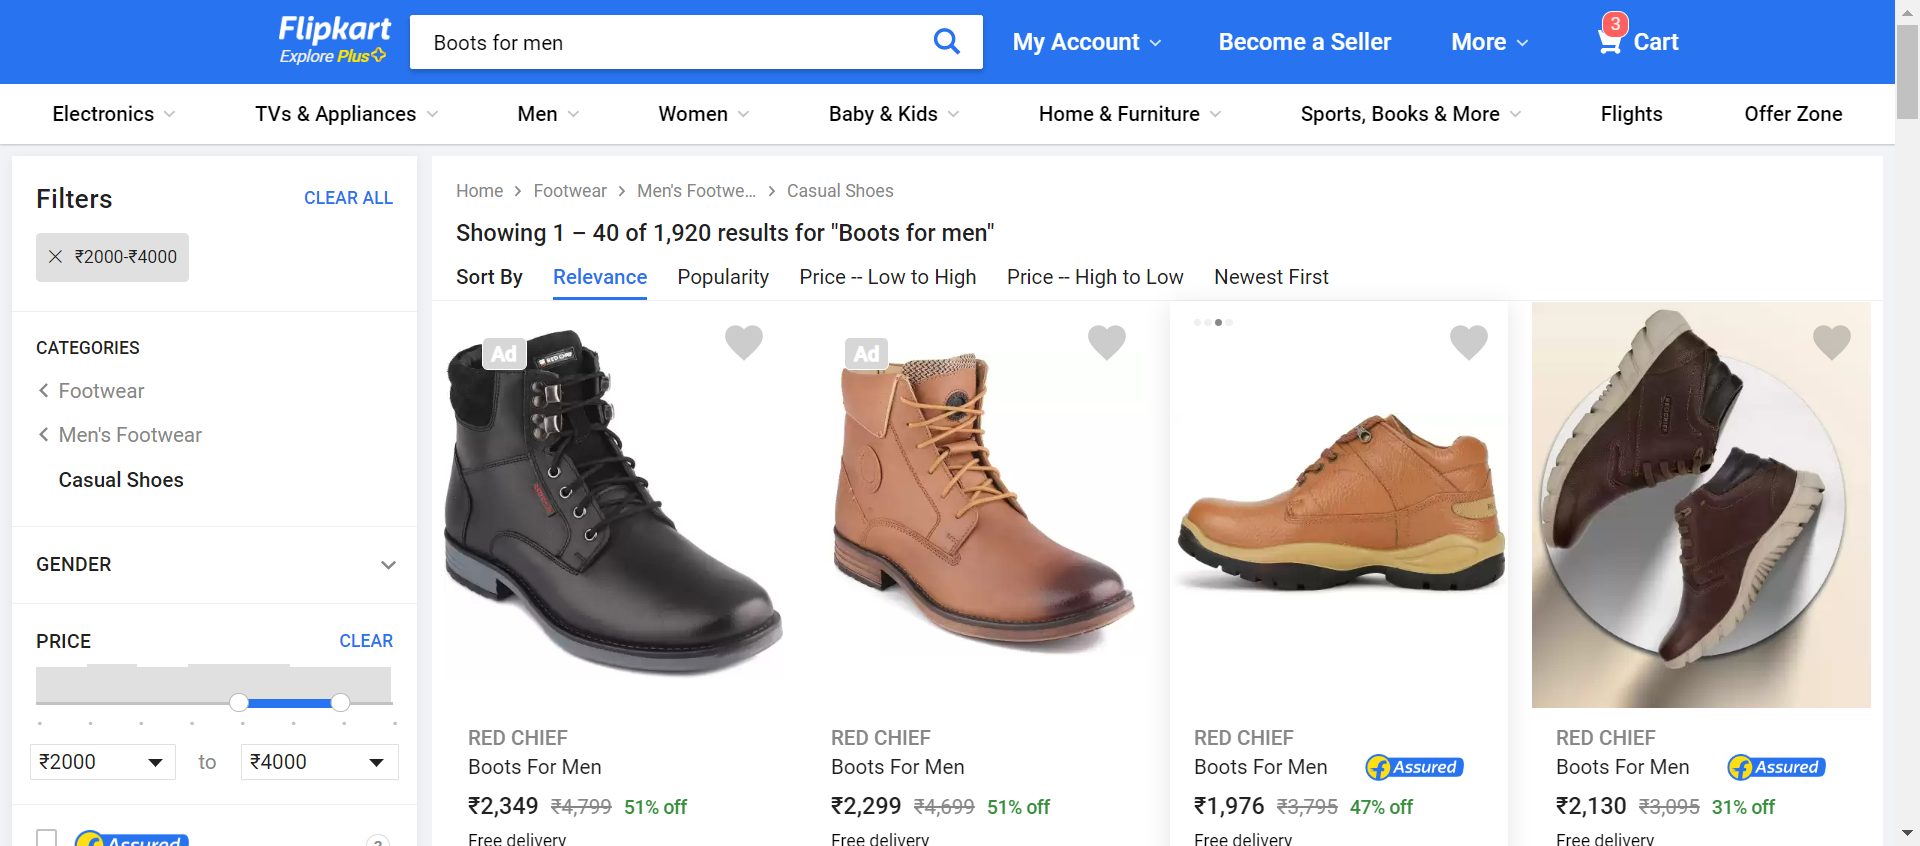 Flipkart
Explore Plus
Boots for men
My Account
Become a Seller
More
3
Cart
Electronics
TVs & Appliances
Men
Women
Baby & Kids
Home & Furniture
Sports, Books & More
Flights
Offer Zone
Filters
CLEAR ALL
₹2000-₹4000
CATEGORIES
Footwear
Men's Footwear
Casual Shoes
GENDER
PRICE
CLEAR
₹2000
to
₹4000
Assured
?
Home
Footwear
Men's Footwe...
Casual Shoes
Showing 1 – 40 of 1,920 results for "Boots for men"
Sort By
Relevance
Popularity
Price -- Low to High
Price -- High to Low
Newest First
Ad
RED CHIEF
RED CHIEF
Boots For Men
₹2,349 ₹4,799 51% off
Free delivery
Ad
RED CHIEF
Boots For Men
₹2,299 ₹4,699 51% off
Free delivery
RED CHIEF
Boots For Men
Assured
₹1,976 ₹3,795 47% off
Free delivery
RED CHIEF
Boots For Men
Assured
₹2,130 ₹3,095 31% off
Free delivery